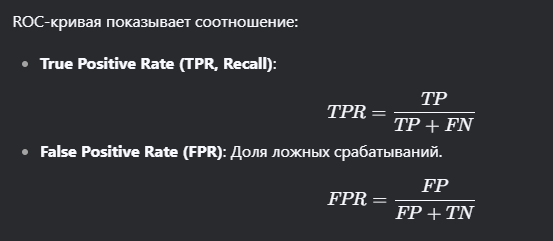 ROC-кривая показывает соотношение:
• True Positive Rate (TPR, Recall):
TPR = TP / (TP + FN)
• False Positive Rate (FPR): Доля ложных срабатываний.
FPR = FP / (FP + TN)